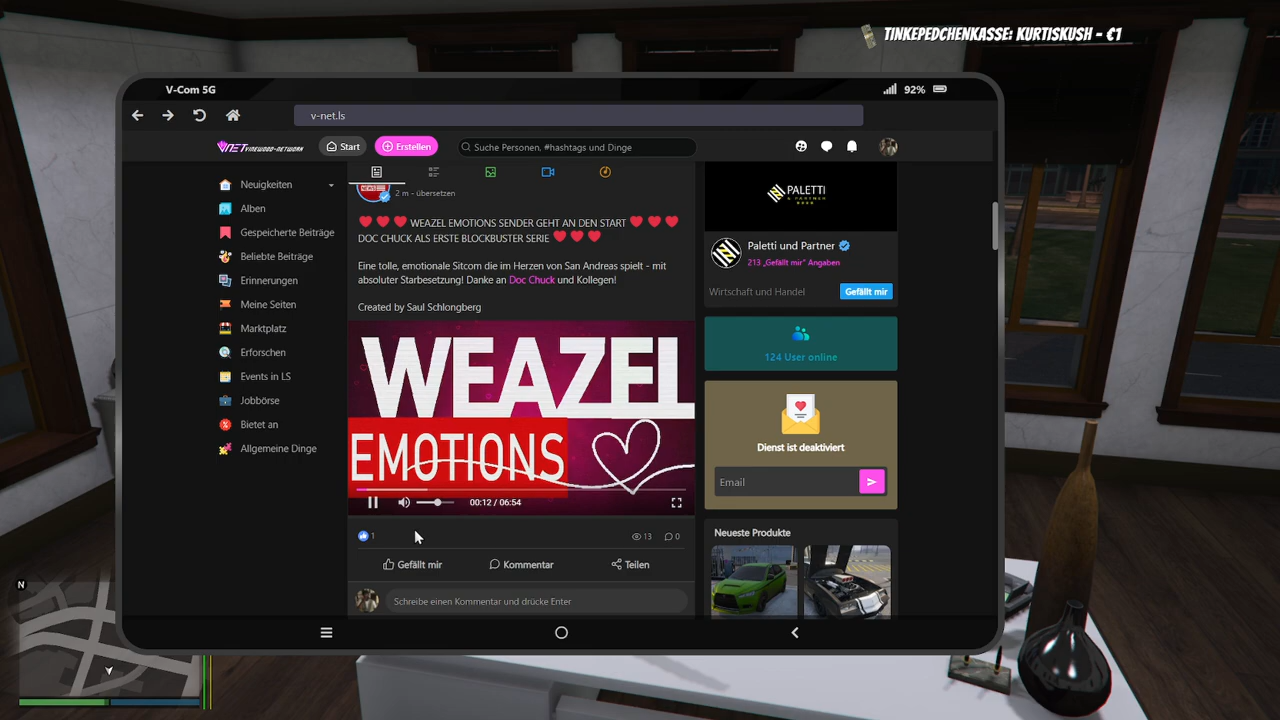 TINKEPEDCHENKASSE: KURTISKUSH - €1
V-Com 5G
92%
v-net.ls
VNET VINEWOOD-NETWORK
Start
Erstellen
Suche Personen, #hashtags und Dinge
Neuigkeiten
Alben
Gespeicherte Beiträge
Beliebte Beiträge
Erinnerungen
Meine Seiten
Marktplatz
Erforschen
Events in LS
Jobbörse
Bietet an
Allgemeine Dinge
2 m - übersetzen
❤️ ❤️ ❤️ WEAZEL EMOTIONS SENDER GEHT AN DEN START ❤️ ❤️ ❤️
DOC CHUCK ALS ERSTE BLOCKBUSTER SERIE ❤️ ❤️ ❤️
Eine tolle, emotionale Sitcom die im Herzen von San Andreas spielt - mit
absoluter Starbesetzung! Danke an Doc Chuck und Kollegen!
Created by Saul Schlongberg
WEAZEL
EMOTIONS
00:12 / 06:54
1
13
0
Gefällt mir
Kommentar
Teilen
Schreibe einen Kommentar und drücke Enter
PALETTI
Paletti und Partner
213 „Gefällt mir" Angaben
Wirtschaft und Handel
Gefällt mir
124 User online
Dienst ist deaktiviert
Email
Neueste Produkte
N